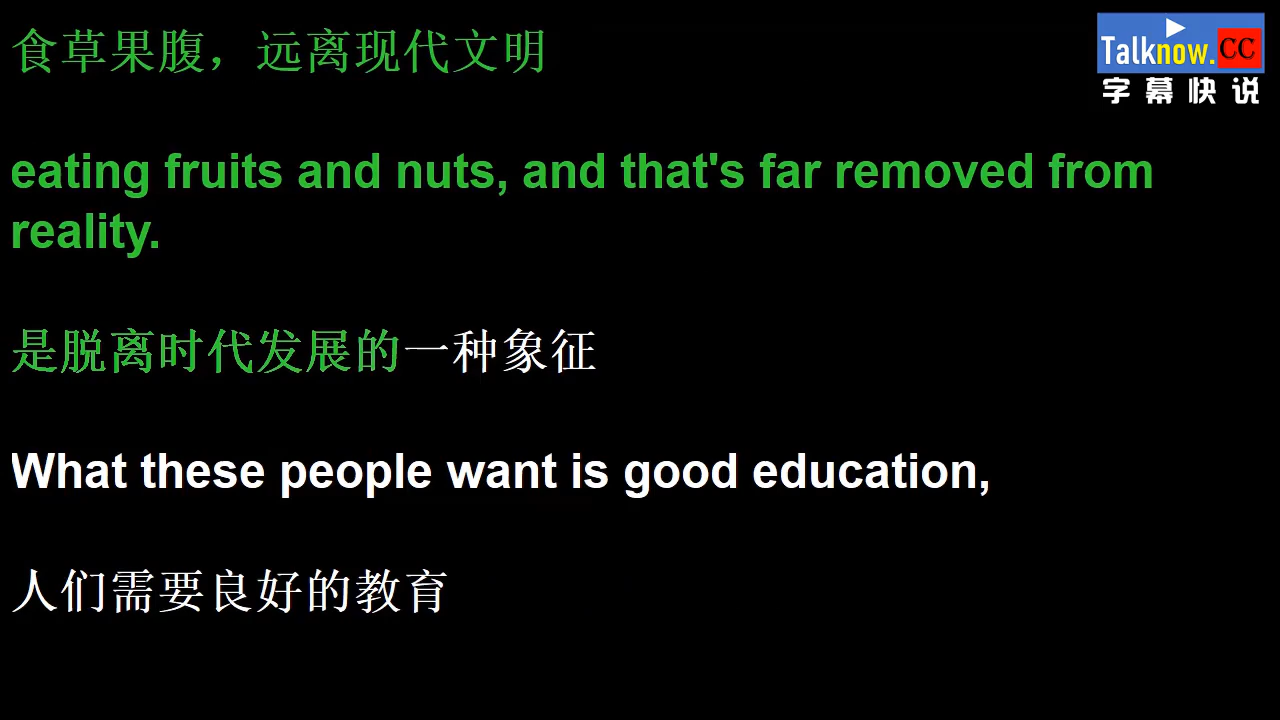 食草果腹，远离现代文明
Talknow.CC
字幕快说
eating fruits and nuts, and that's far removed from
reality.
是脱离时代发展的一种象征
What these people want is good education,
人们需要良好的教育